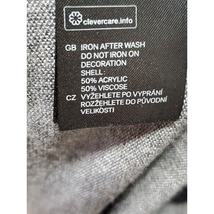 clevercare.info
GB IRON AFTER WASH
DO NOT IRON ON
DECORATION
SHELL:
50% ACRYLIC
50% VISCOSE
CZ VYŽEHLETE PO VYPRÁNÍ
ROZŽEHLETE DO PŮVODNÍ
VELIKOSTI